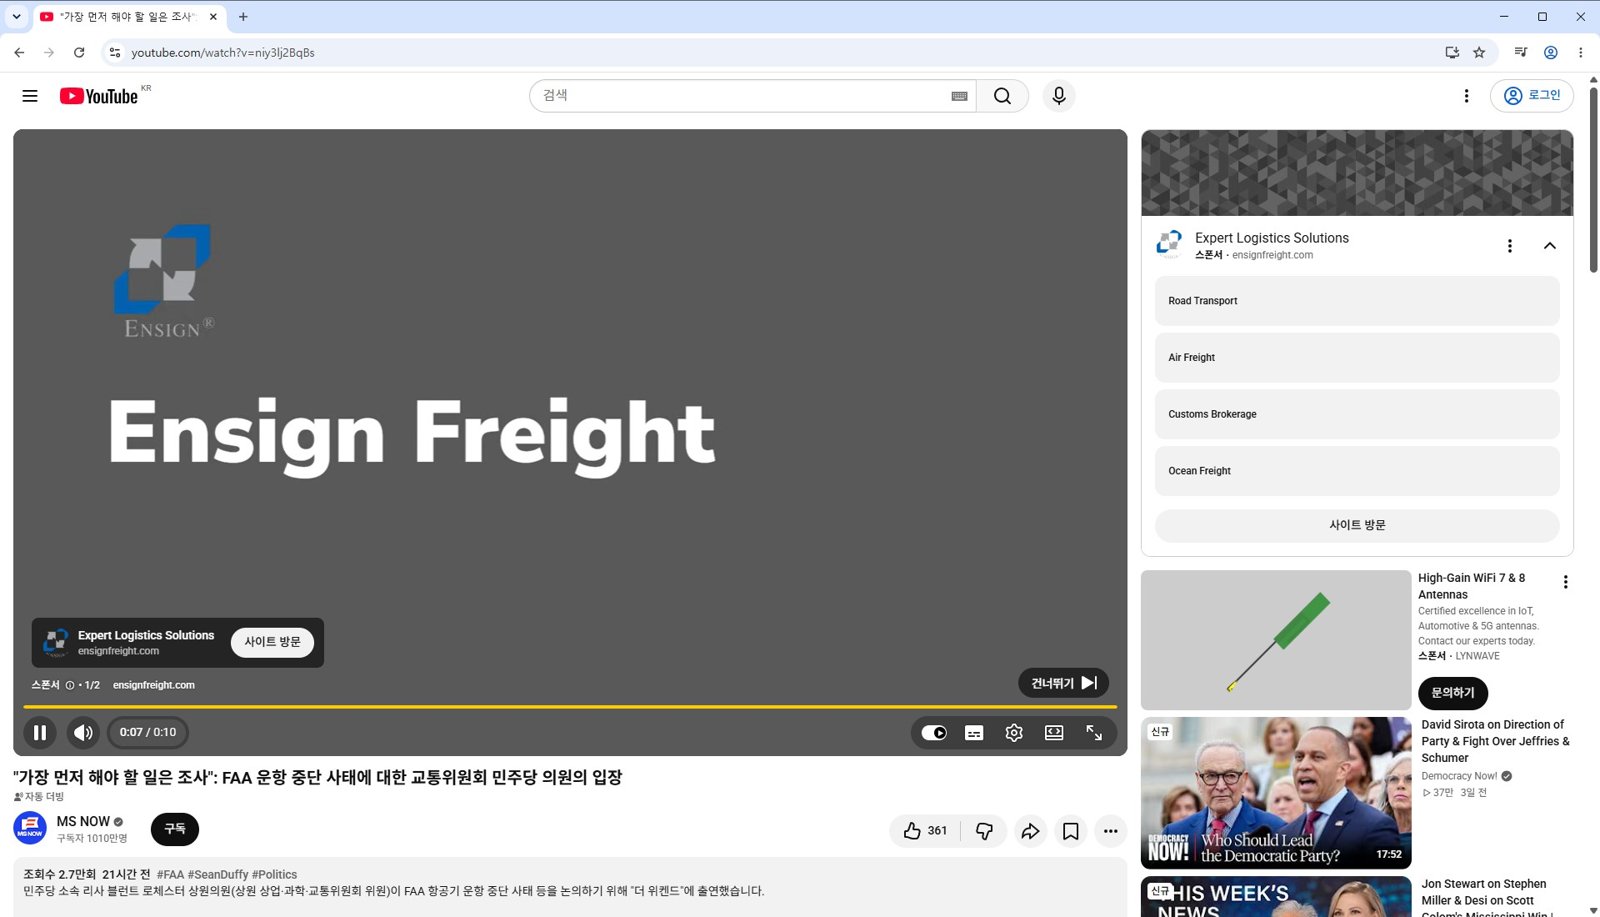 "가장 먼저 해야 할 일은 조사":
youtube.com/watch?v=niy3lj2BqBs
YouTube KR
검색
로그인
ENSIGN®
Ensign Freight
Expert Logistics Solutions
ensignfreight.com
사이트 방문
스폰서 • 1/2 ensignfreight.com
건너뛰기
0:07 / 0:10
"가장 먼저 해야 할 일은 조사": FAA 운항 중단 사태에 대한 교통위원회 민주당 의원의 입장
자동 더빙
MS NOW
MS NOW
구독자 1010만명
구독
361
조회수 2.7만회 21시간 전 #FAA #SeanDuffy #Politics
민주당 소속 리사 블런트 로체스터 상원의원(상원 상업·과학·교통위원회 위원)이 FAA 항공기 운항 중단 사태 등을 논의하기 위해 "더 위켄드"에 출연했습니다.
Expert Logistics Solutions
스폰서 · ensignfreight.com
Road Transport
Air Freight
Customs Brokerage
Ocean Freight
사이트 방문
High-Gain WiFi 7 & 8
Antennas
Certified excellence in IoT,
Automotive & 5G antennas.
Contact our experts today.
스폰서 · LYNWAVE
문의하기
신규
DEMOCRACY
NOW!
Who Should Lead
the Democratic Party?
17:52
David Sirota on Direction of
Party & Fight Over Jeffries &
Schumer
Democracy Now!
37만 3일 전
신규
THIS WEEK'S
NEWS
Jon Stewart on Stephen
Miller & Desi on Scott
Colom's Mississippi Win |